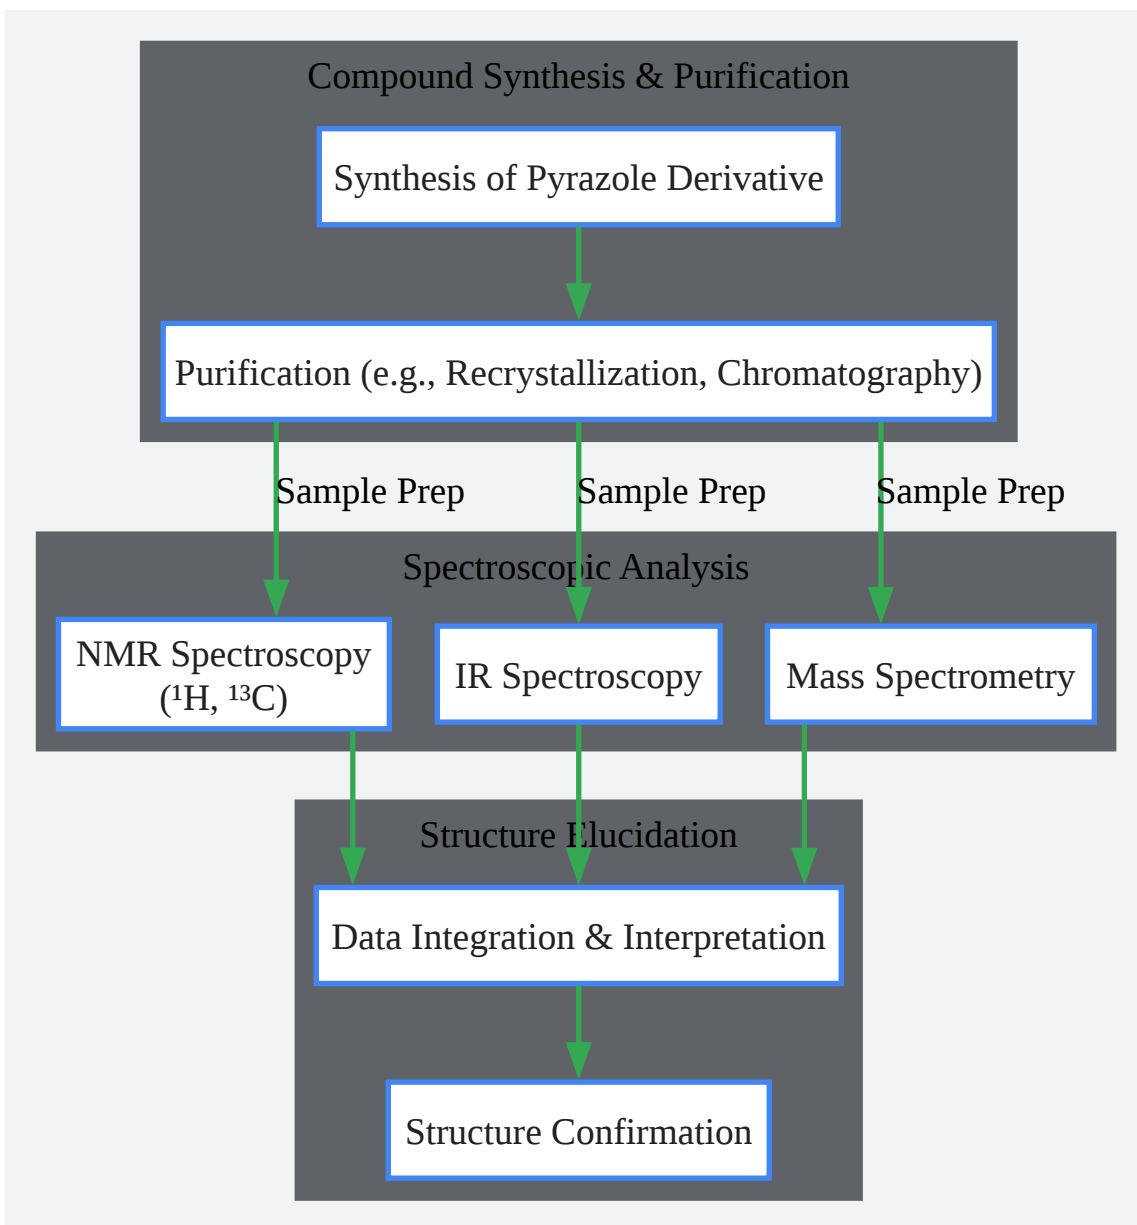 Compound Synthesis & Purification
Synthesis of Pyrazole Derivative
Purification (e.g., Recrystallization, Chromatography)
Sample Prep
Sample Prep
Sample Prep
Spectroscopic Analysis
NMR Spectroscopy
(¹H, ¹³C)
IR Spectroscopy
Mass Spectrometry
Structure Elucidation
Data Integration & Interpretation
Structure Confirmation